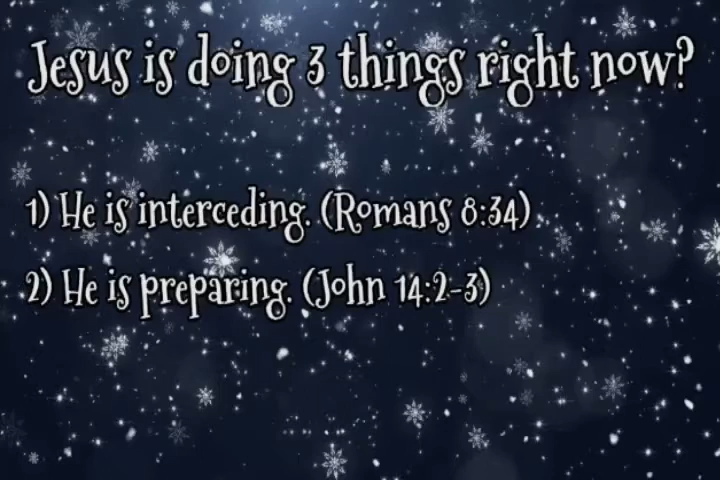 Jesus is doing 3 things right now?
1) He is interceding. (Romans 8:34)
2) He is preparing. (John 14:2-3)